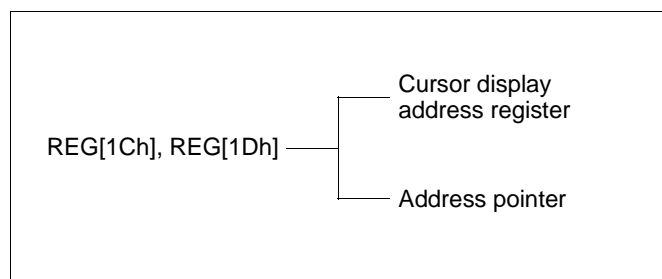 Cursor display
address register
REG[1Ch], REG[1Dh]
Address pointer